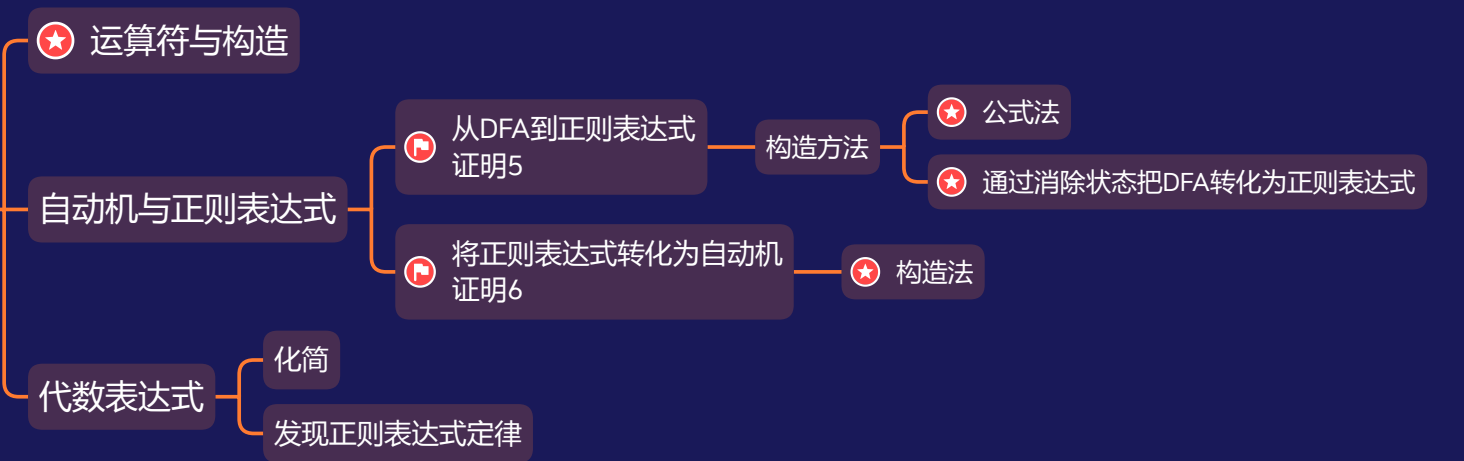 运算符与构造
自动机与正则表达式
从DFA到正则表达式
证明5
构造方法
公式法
通过消除状态把DFA转化为正则表达式
将正则表达式转化为自动机
证明6
构造法
代数表达式
化简
发现正则表达式定律